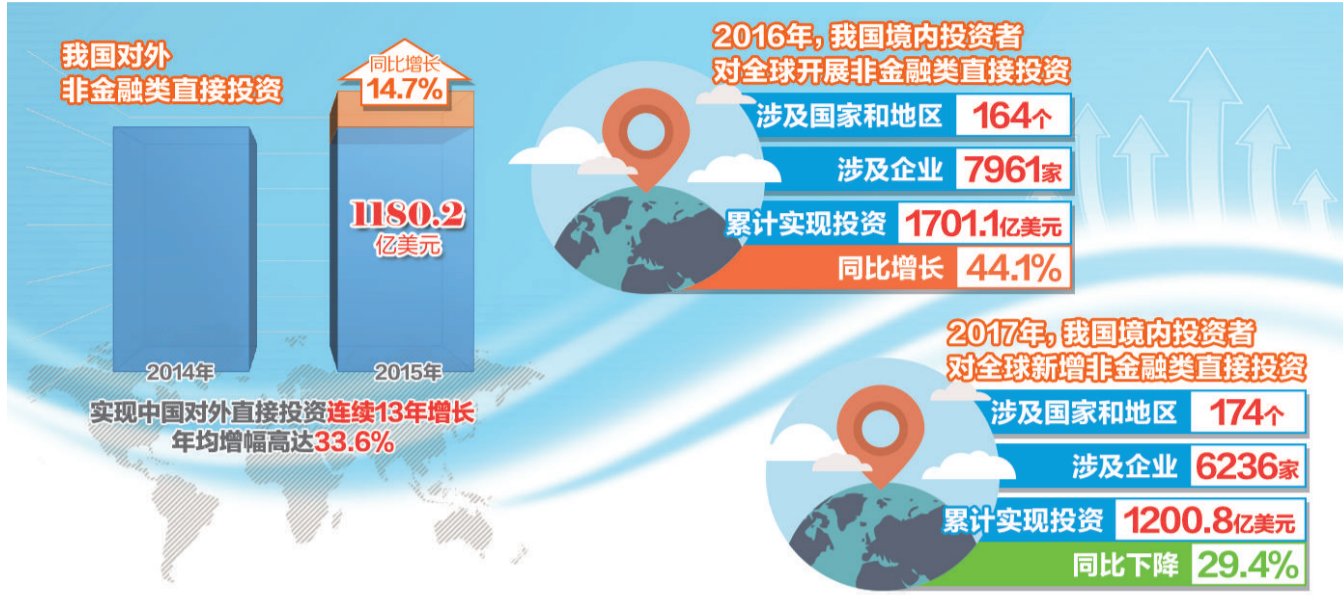 我国对外
非金融类直接投资
同比增长
14.7%
1180.2
亿美元
2014年
2015年
实现中国对外直接投资连续13年增长
年均增幅高达33.6%
2016年，我国境内投资者
对全球开展非金融类直接投资
涉及国家和地区 164个
涉及企业 7961家
累计实现投资 1701.1亿美元
同比增长 44.1%
2017年，我国境内投资者
对全球新增非金融类直接投资
涉及国家和地区 174个
涉及企业 6236家
累计实现投资 1200.8亿美元
同比下降 29.4%